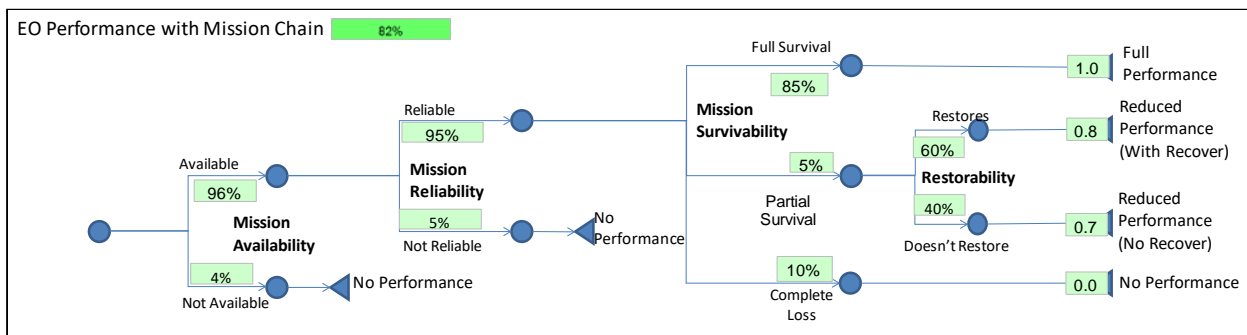 EO Performance with Mission Chain 82%
Full Survival
85%
1.0
Full
Performance
Mission
Survivability
Reliable
95%
Mission
Reliability
Restores
60%
0.8
Reduced
Performance
(With Recover)
Available
96%
Mission
Availability
5%
Partial
Survival
Restorability
40%
Doesn't Restore
0.7
Reduced
Performance
(No Recover)
5%
Not Reliable
No
Performance
4%
Not Available
No Performance
10%
Complete
Loss
0.0
No Performance